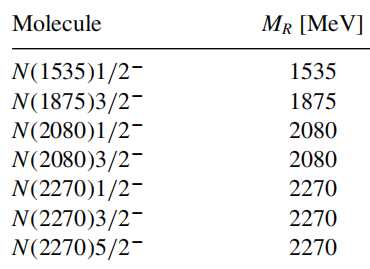 Molecule M_R [MeV]
N(1535)1/2⁻ 1535
N(1875)3/2⁻ 1875
N(2080)1/2⁻ 2080
N(2080)3/2⁻ 2080
N(2270)1/2⁻ 2270
N(2270)3/2⁻ 2270
N(2270)5/2⁻ 2270